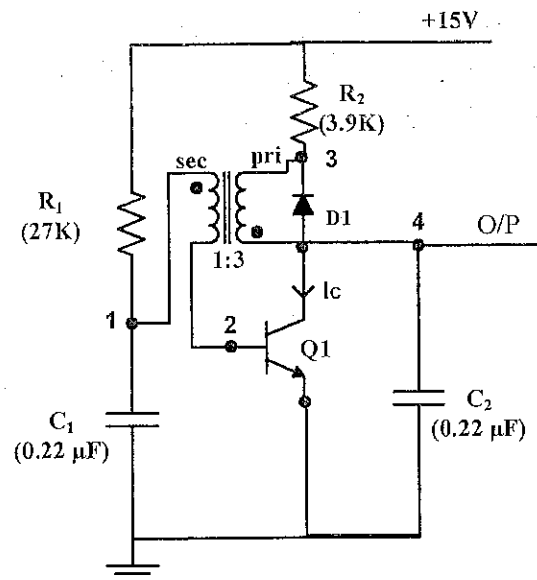 +15V
R₂
(3.9K)
sec
pri
3
R₁
(27K)
D1
4
O/P
1:3
Ic
1
2
Q1
C₁
(0.22 µF)
C₂
(0.22 µF)